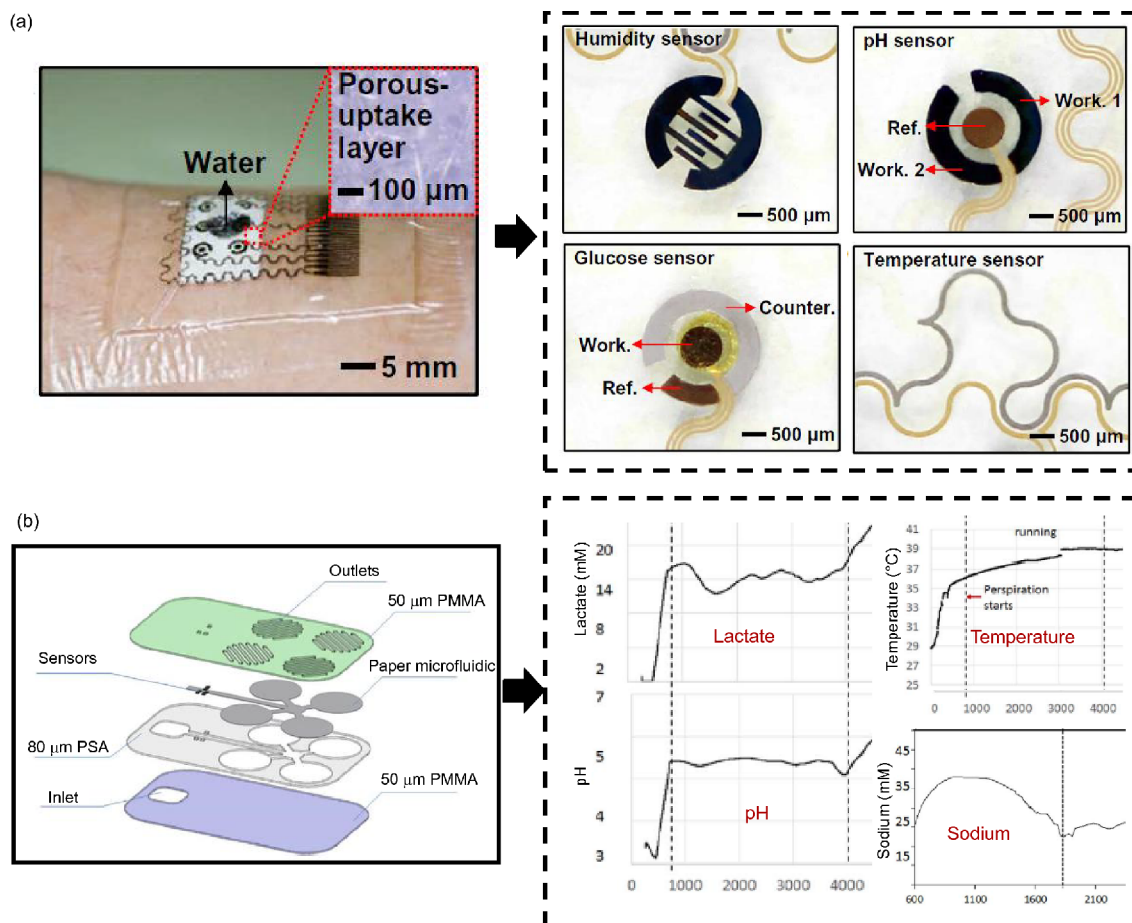 (a)
Porous-
uptake
layer
100 μm
Water
5 mm
Humidity sensor
500 μm
pH sensor
Work. 1
Ref.
Work. 2
500 μm
Glucose sensor
Counter.
Work.
Ref.
500 μm
Temperature sensor
500 μm
(b)
Outlets
50 μm PMMA
Sensors
Paper microfluidic
80 μm PSA
50 μm PMMA
Inlet
Lactate (mM)
20
14
8
2
Lactate
pH
7
5
4
3
pH
0 1000 2000 3000 4000
Temperature (°C)
41
39
37
35
33
31
29
27
25
running
Perspiration
starts
Temperature
0 1000 2000 3000 4000
Sodium (mM)
45
35
25
15
Sodium
600 1000 1400 1800 2200